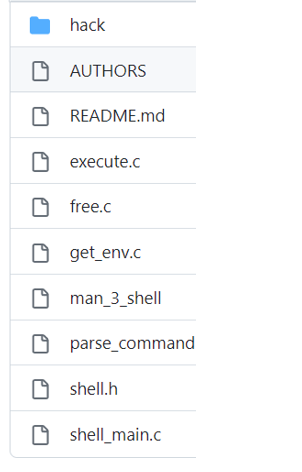 hack
AUTHORS
README.md
execute.c
free.c
get_env.c
man_3_shell
parse_command
shell.h
shell_main.c